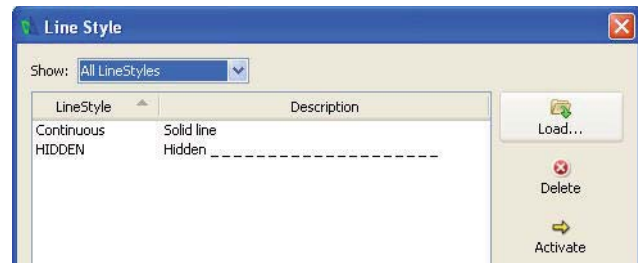 Line Style
Show: All LineStyles
LineStyle Description
Continuous Solid line
HIDDEN Hidden _ _ _ _ _ _ _ _ _ _ _ _ _ _ _ _ _ _ _ _
Load...
Delete
Activate